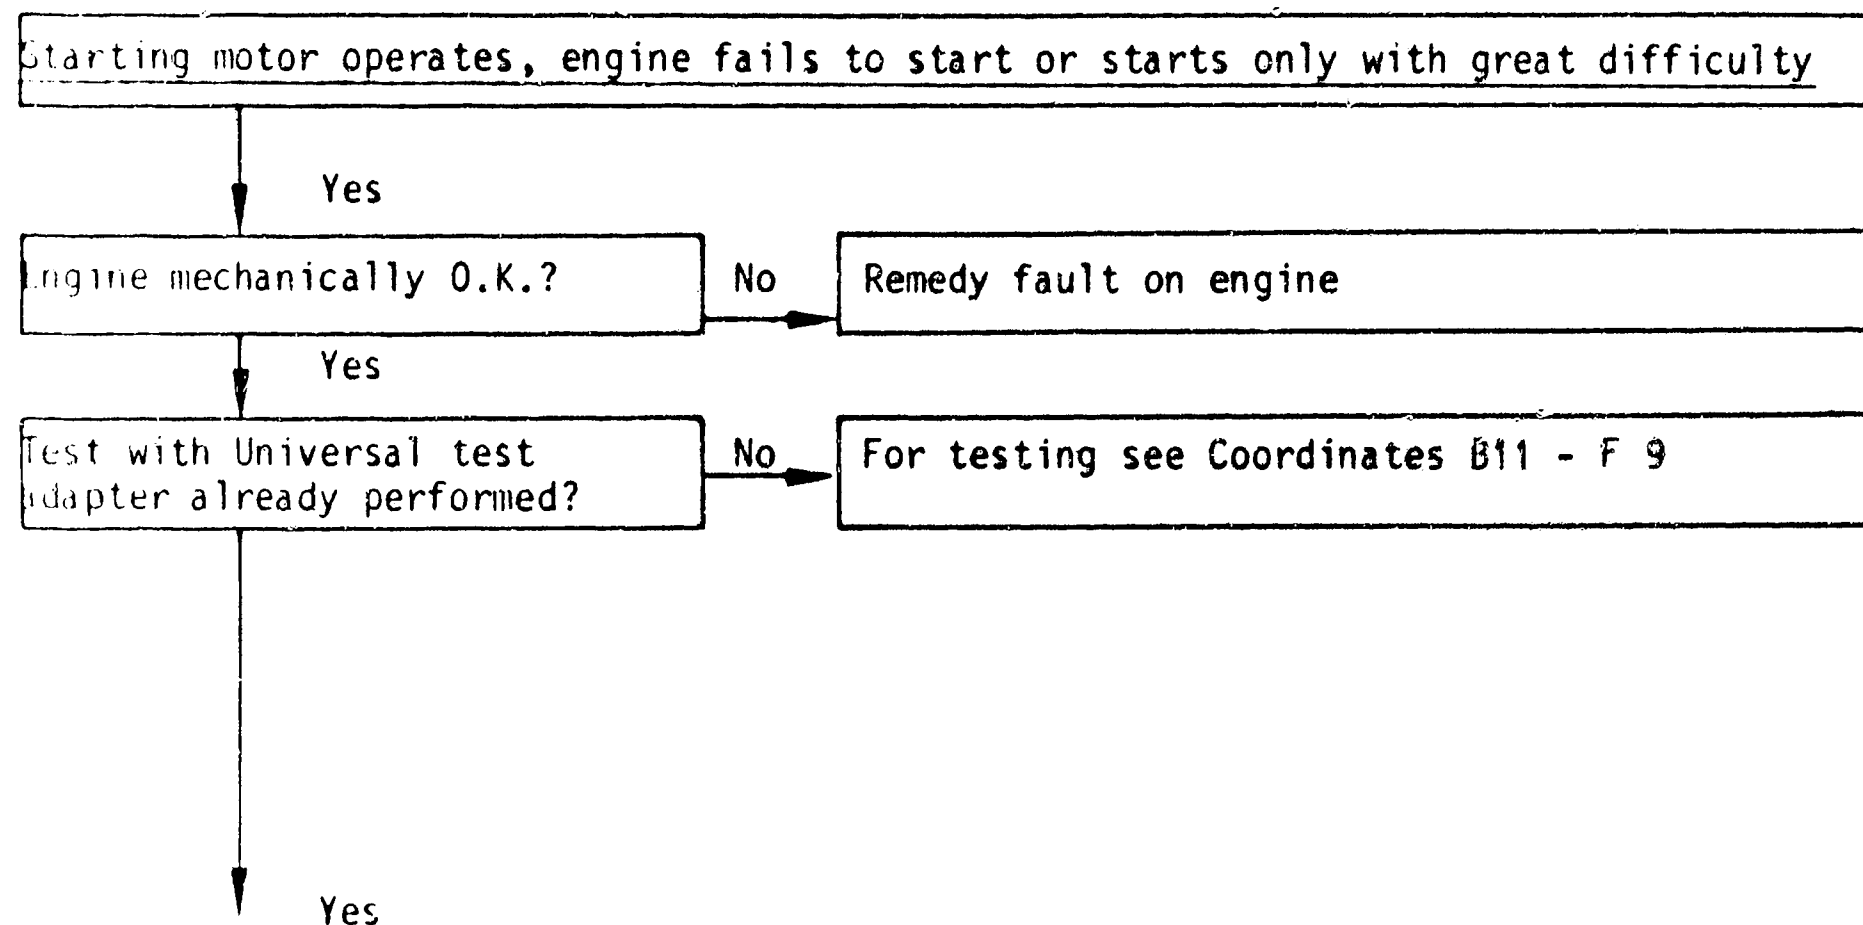 Starting motor operates, engine fails to start or starts only with great difficulty
Yes
Engine mechanically O.K.?
No
Remedy fault on engine
Yes
Test with Universal test
adapter already performed?
No
For testing see Coordinates B11 - F 9
Yes